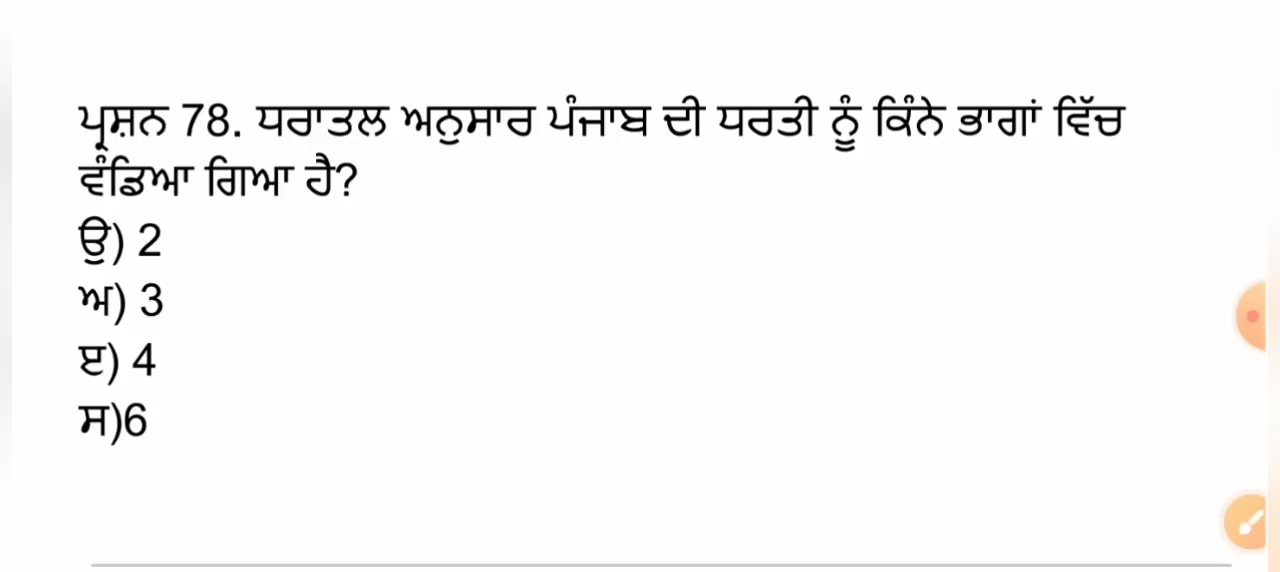 ਪ੍ਰਸ਼ਨ 78. ਧਰਾਤਲ ਅਨੁਸਾਰ ਪੰਜਾਬ ਦੀ ਧਰਤੀ ਨੂੰ ਕਿੰਨੇ ਭਾਗਾਂ ਵਿੱਚ
ਵੰਡਿਆ ਗਿਆ ਹੈ?
ੳ) 2
ਅ) 3
ੲ) 4
ਸ)6